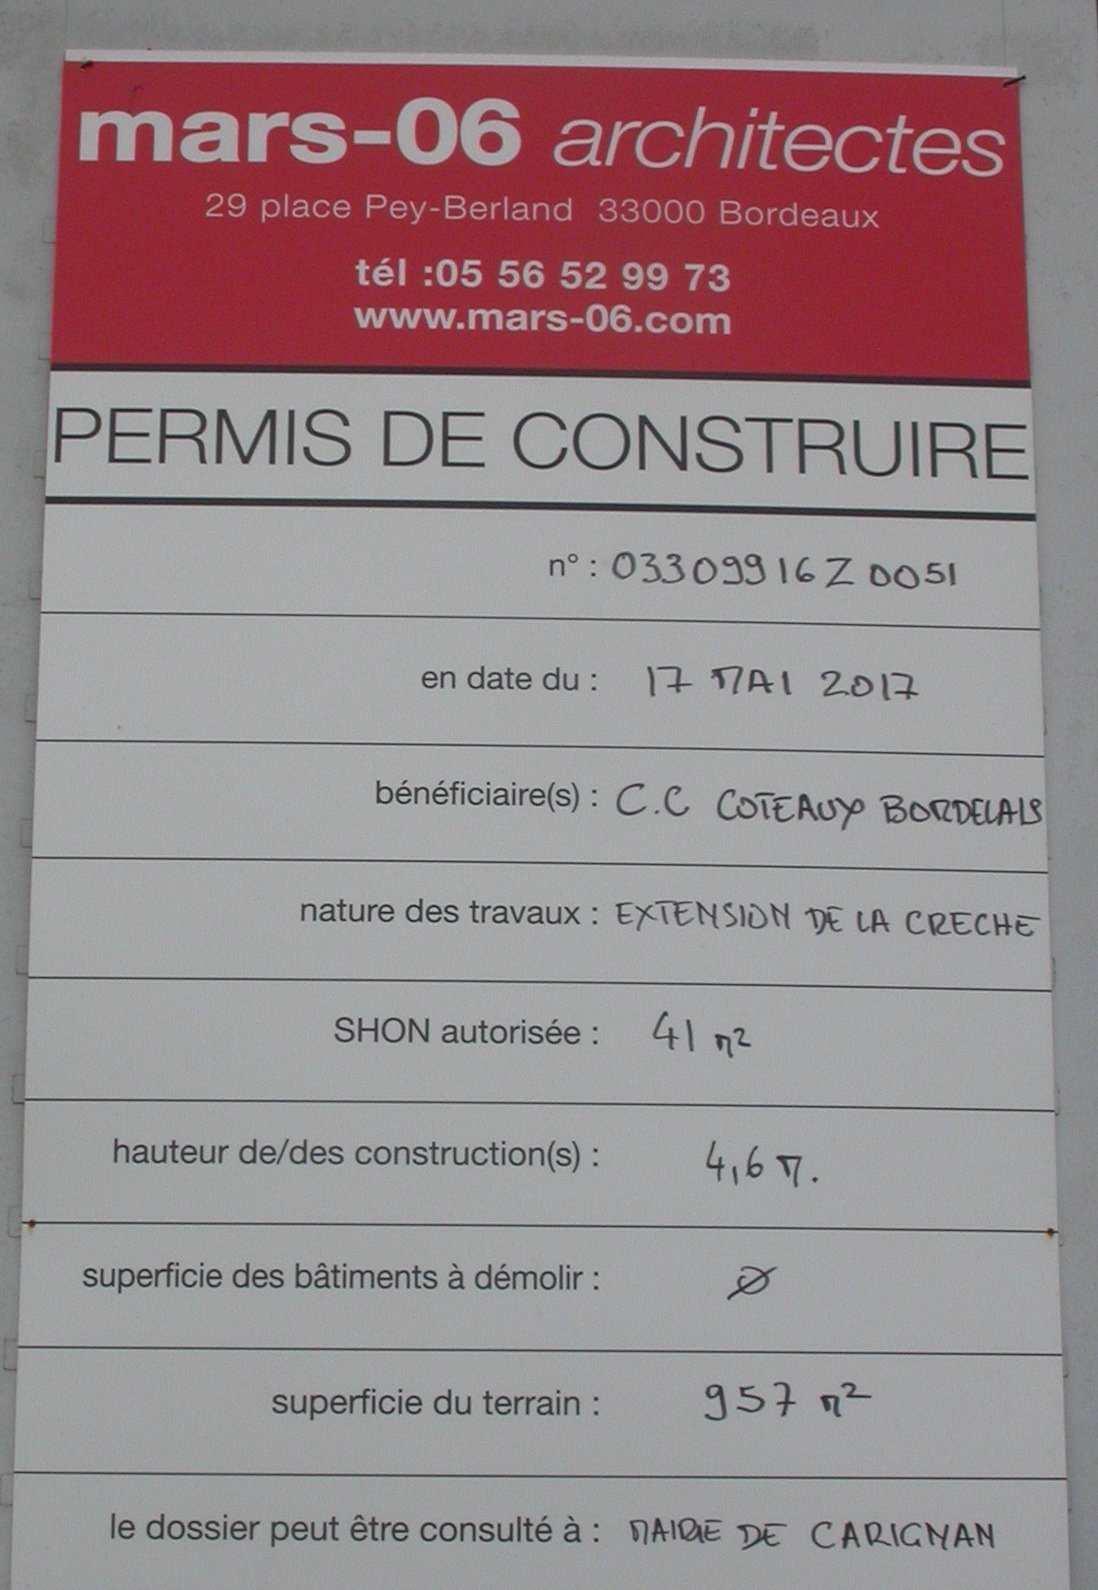 mars-06 architectes
29 place Pey-Berland 33000 Bordeaux
tél :05 56 52 99 73
www.mars-06.com
PERMIS DE CONSTRUIRE
n° : 03309916Z0051
en date du : 17 MAI 2017
bénéficiaire(s) : C.C COTEAUX BORDELAIS
nature des travaux : EXTENSION DE LA CRECHE
SHON autorisée : 41 m²
hauteur de/des construction(s) : 4,6 m.
superficie des bâtiments à démolir : Ø
superficie du terrain : 957 m²
le dossier peut être consulté à : MAIRIE DE CARIGNAN